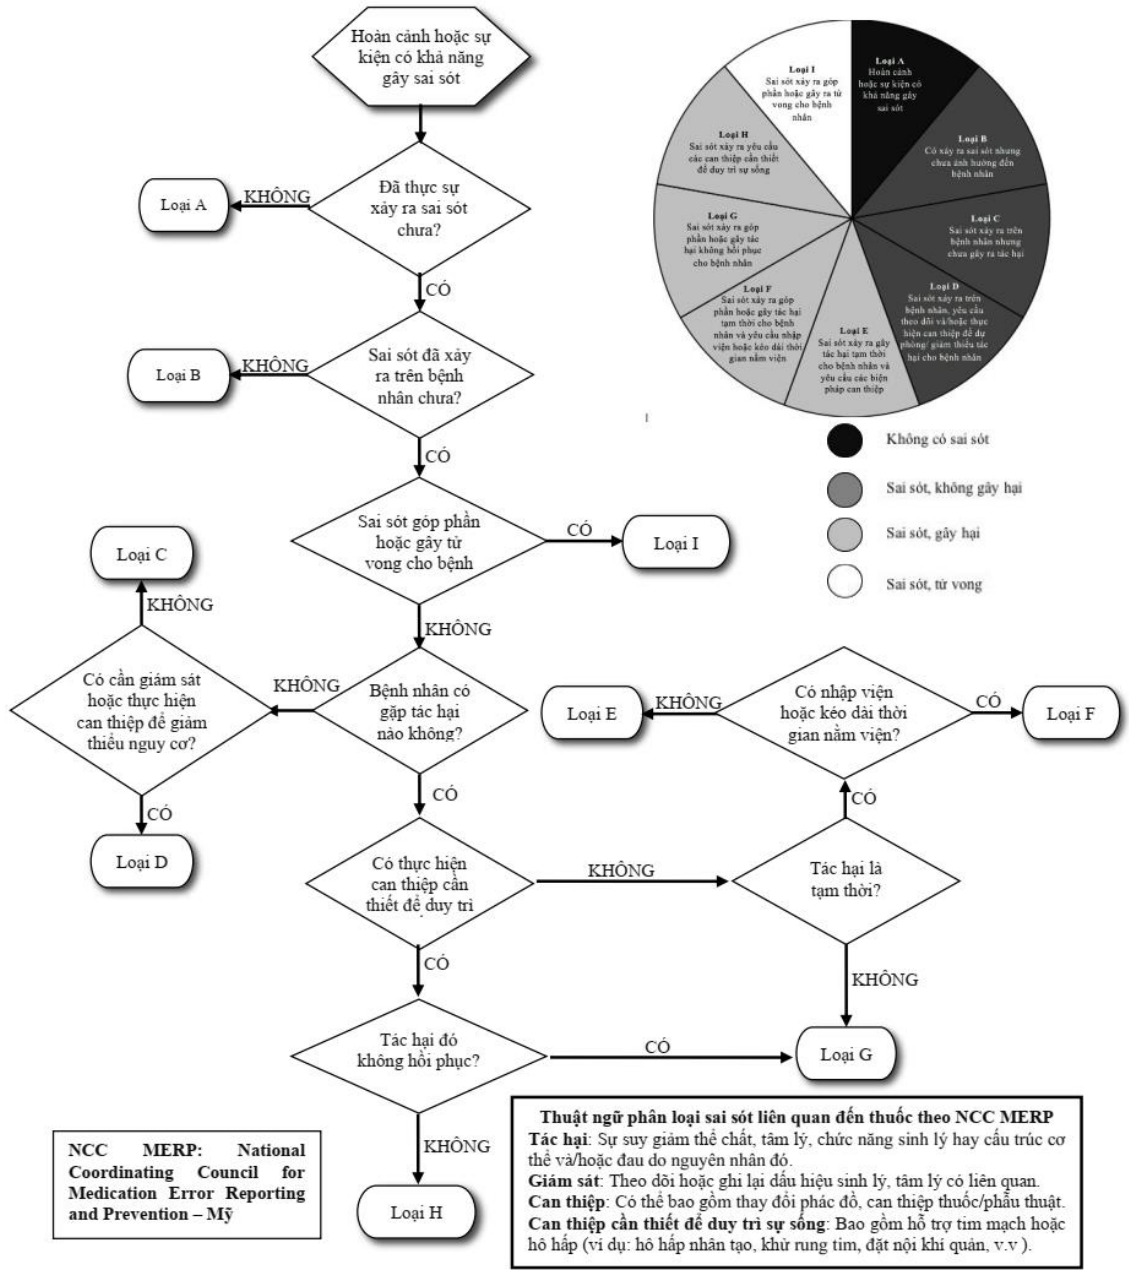 Hoàn cảnh hoặc sự
kiện có khả năng
gây sai sót
Đã thực sự
xảy ra sai sót
chưa?
KHÔNG
Loại A
CÓ
Sai sót đã xảy
ra trên bệnh
nhân chưa?
KHÔNG
Loại B
CÓ
Sai sót góp phần
hoặc gây tử
vong cho bệnh
CÓ
Loại I
KHÔNG
Bệnh nhân có
gặp tác hại
nào không?
KHÔNG
Có cần giám sát
hoặc thực hiện
can thiệp để giảm
thiểu nguy cơ?
KHÔNG
Loại C
CÓ
Loại D
CÓ
Có thực hiện
can thiệp cần
thiết để duy trì
KHÔNG
Tác hại là
tạm thời?
CÓ
Có nhập viện
hoặc kéo dài thời
gian nằm viện?
KHÔNG
Loại E
CÓ
Loại F
KHÔNG
Loại G
CÓ
Tác hại đó
không hồi phục?
CÓ
KHÔNG
Loại H
Loại A
Hoàn cảnh
hoặc sự kiện có
khả năng gây
sai sót
Loại B
Có xảy ra sai sót nhưng
chưa ảnh hưởng đến
bệnh nhân
Loại C
Sai sót xảy ra trên
bệnh nhân nhưng
chưa gây ra tác hại
Loại D
Sai sót xảy ra trên
bệnh nhân, yêu cầu
theo dõi và/hoặc thực
hiện can thiệp để dự
phòng/ giảm thiểu tác
hại cho bệnh nhân
Loại E
Sai sót xảy ra gây
tác hại tạm thời
cho bệnh nhân và
yêu cầu các biện
pháp can thiệp
Loại F
Sai sót xảy ra góp
phần hoặc gây tác hại
tạm thời cho bệnh
nhân và yêu cầu nhập
viện hoặc kéo dài thời
gian nằm viện
Loại G
Sai sót xảy ra góp
phần hoặc gây tác
hại không hồi phục
cho bệnh nhân
Loại H
Sai sót xảy ra yêu cầu
các can thiệp cần thiết
để duy trì sự sống
Loại I
Sai sót xảy ra góp
phần hoặc gây ra tử
vong cho bệnh
nhân
Không có sai sót
Sai sót, không gây hại
Sai sót, gây hại
Sai sót, tử vong
NCC MERP: National
Coordinating Council for
Medication Error Reporting
and Prevention – Mỹ
Thuật ngữ phân loại sai sót liên quan đến thuốc theo NCC MERP
Tác hại: Sự suy giảm thể chất, tâm lý, chức năng sinh lý hay cấu trúc cơ
thể và/hoặc đau do nguyên nhân đó.
Giám sát: Theo dõi hoặc ghi lại dấu hiệu sinh lý, tâm lý có liên quan.
Can thiệp: Có thể bao gồm thay đổi phác đồ, can thiệp thuốc/phẫu thuật.
Can thiệp cần thiết để duy trì sự sống: Bao gồm hỗ trợ tim mạch hoặc
hô hấp (ví dụ: hô hấp nhân tạo, khử rung tim, đặt nội khí quản, v.v ).